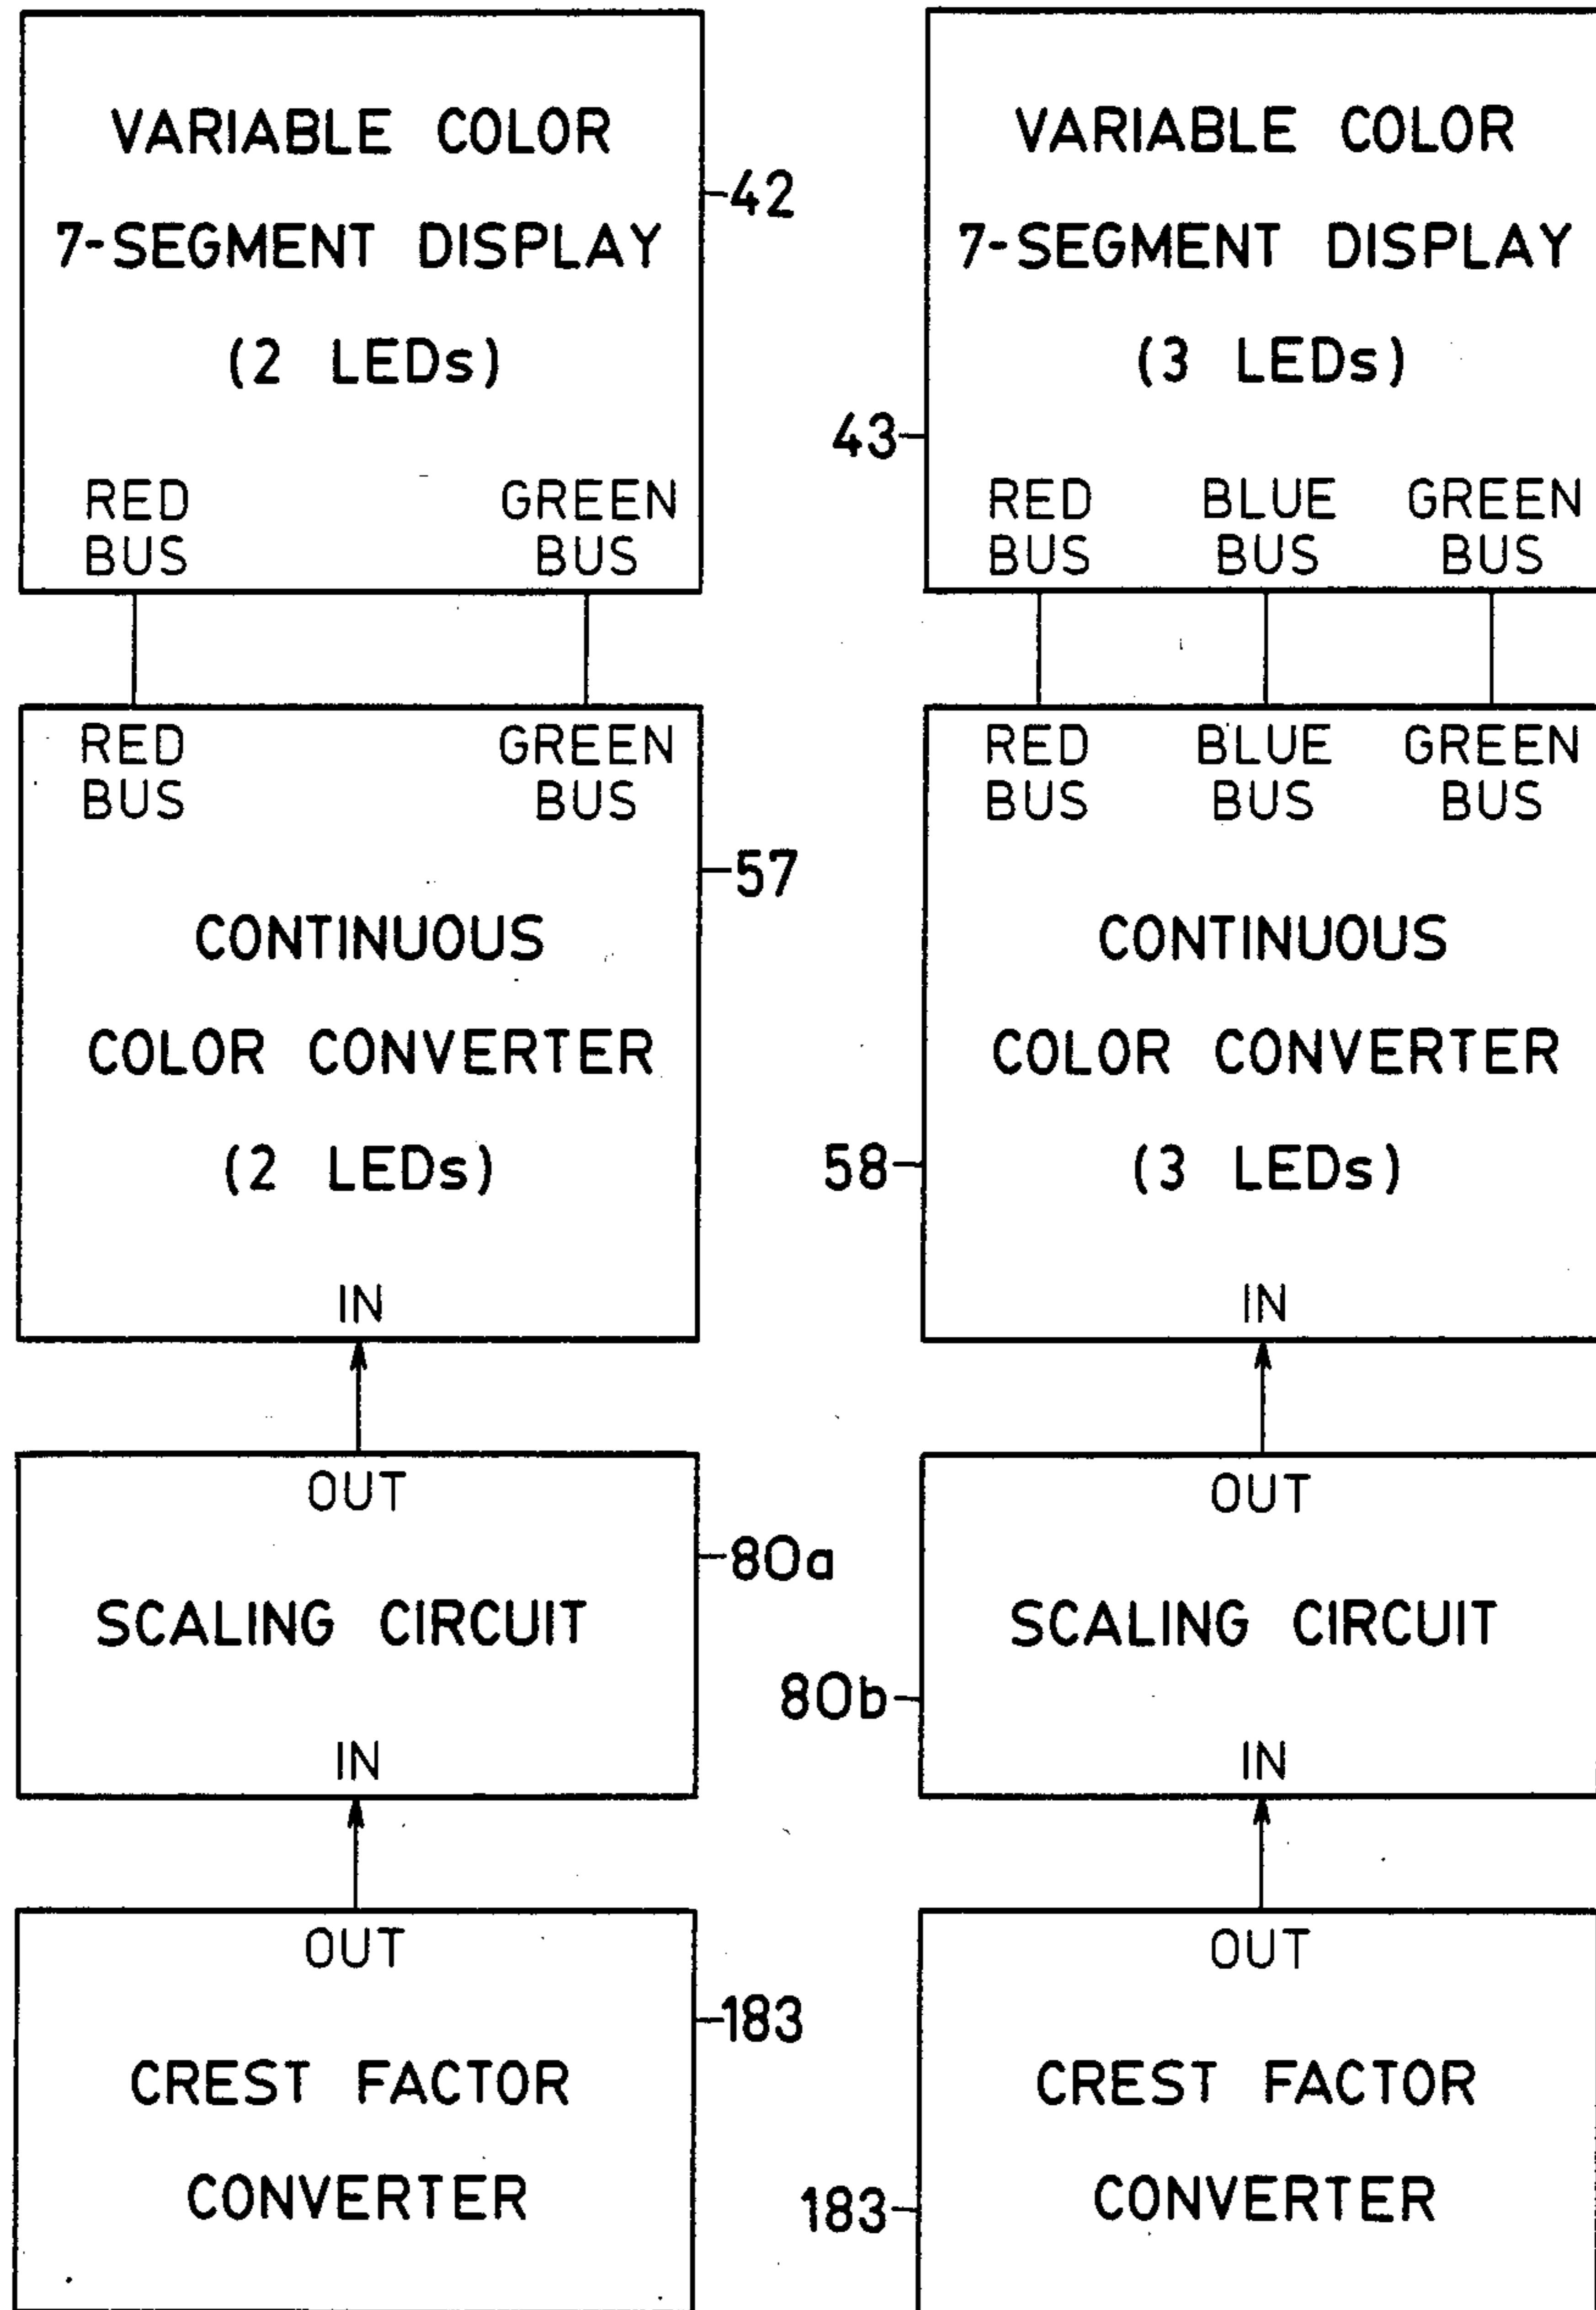 VARIABLE COLOR
7-SEGMENT DISPLAY
(2 LEDs)
42
RED BUS
GREEN BUS
RED BUS
GREEN BUS
57
CONTINUOUS
COLOR CONVERTER
(2 LEDs)
IN
OUT
80a
SCALING CIRCUIT
IN
OUT
183
CREST FACTOR
CONVERTER
VARIABLE COLOR
7-SEGMENT DISPLAY
(3 LEDs)
43
RED BUS
BLUE BUS
GREEN BUS
RED BUS
BLUE BUS
GREEN BUS
CONTINUOUS
COLOR CONVERTER
58
(3 LEDs)
IN
OUT
SCALING CIRCUIT
80b
IN
OUT
CREST FACTOR
183
CONVERTER